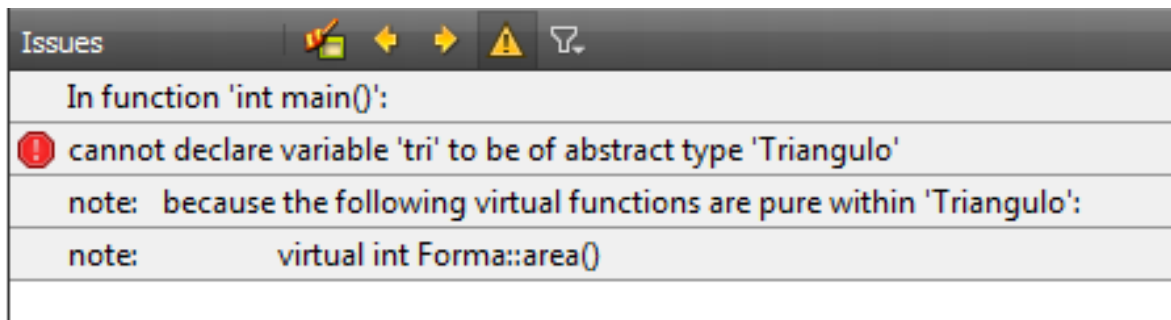 Issues
In function 'int main()':
cannot declare variable 'tri' to be of abstract type 'Triangulo'
note: because the following virtual functions are pure within 'Triangulo':
note: virtual int Forma::area()